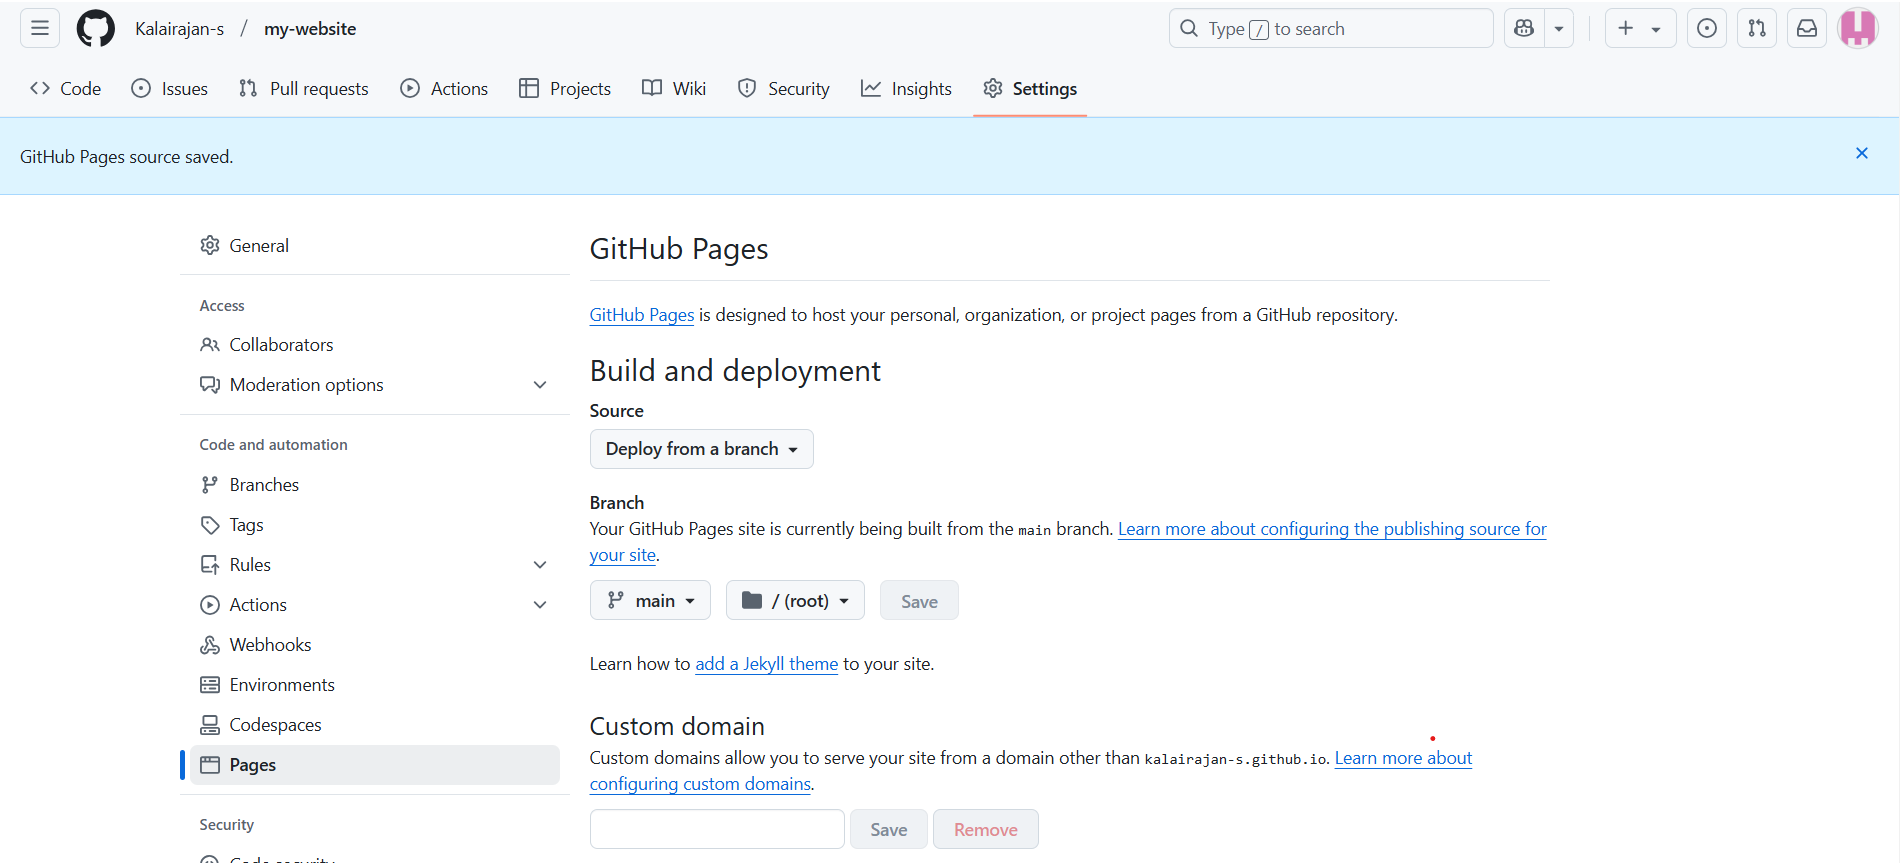 Kalairajan-s / my-website
Type / to search
Code
Issues
Pull requests
Actions
Projects
Wiki
Security
Insights
Settings
GitHub Pages source saved.
General
Access
Collaborators
Moderation options
Code and automation
Branches
Tags
Rules
Actions
Webhooks
Environments
Codespaces
Pages
Security
Code security
GitHub Pages
GitHub Pages is designed to host your personal, organization, or project pages from a GitHub repository.
Build and deployment
Source
Deploy from a branch
Branch
Your GitHub Pages site is currently being built from the main branch. Learn more about configuring the publishing source for
your site.
main
/ (root)
Save
Learn how to add a Jekyll theme to your site.
Custom domain
Custom domains allow you to serve your site from a domain other than kalairajan-s.github.io. Learn more about
configuring custom domains.
Save
Remove